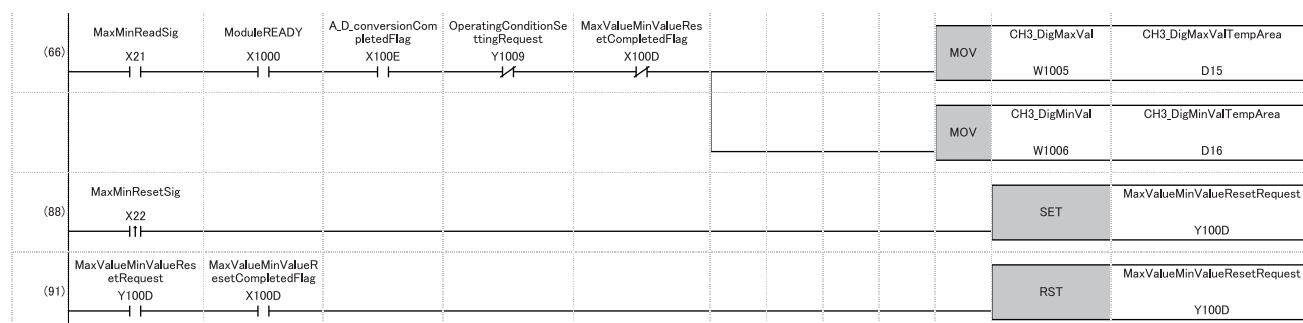 MaxMinReadSig ModuleREADY A_D_conversionCom OperatingConditionSe MaxValueMinValueRes CH3_DigMaxVal CH3_DigMaxValTempArea
pletedFlag ttingRequest etCompletedFlag
(66) X21 X1000 X100E Y1009 X100D MOV W1005 D15
CH3_DigMinVal CH3_DigMinValTempArea
MOV
W1006 D16
MaxMinResetSig MaxValueMinValueResetRequest
(88) X22 SET Y100D
MaxValueMinValueRes MaxValueMinValueR MaxValueMinValueResetRequest
etRequest esetCompletedFlag
(91) Y100D X100D RST Y100D